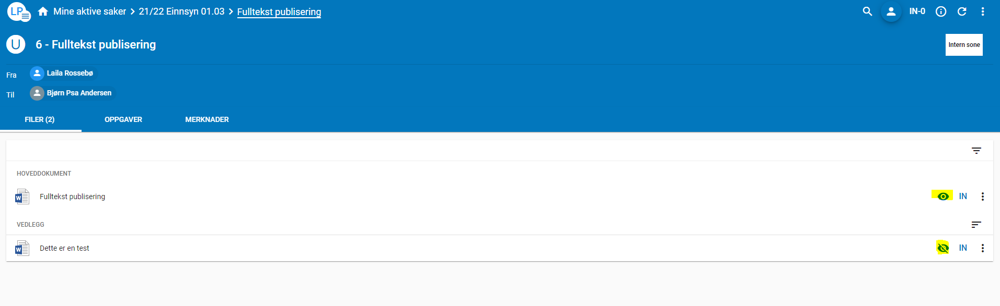 LP Mine aktive saker > 21/22 Einnsyn 01.03 > Fulltekst publisering IN-0
U 6 - Fulltekst publisering Intern sone
Fra Laila Rossebø
Til Bjørn Psa Andersen
FILER (2) OPPGAVER MERKNADER
HOVEDDOKUMENT
W Fulltekst publisering IN
VEDLEGG
W Dette er en test IN